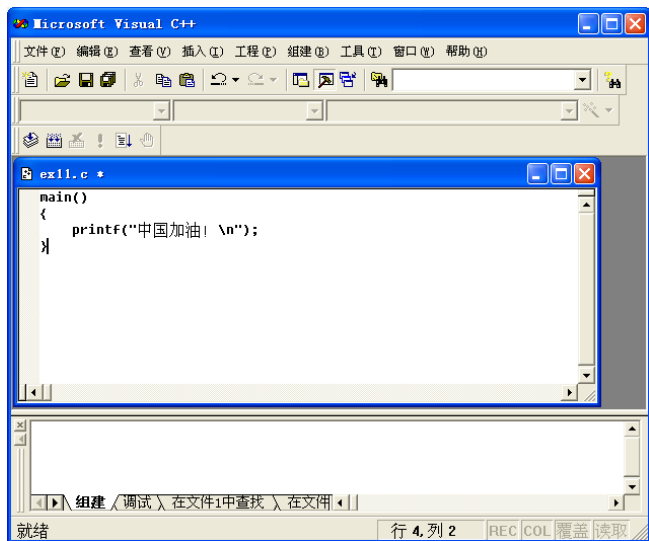 Microsoft Visual C++
文件(F) 编辑(E) 查看(V) 插入(I) 工程(P) 组建(B) 工具(T) 窗口(W) 帮助(H)
ex11.c *
main()
{
printf("中国加油! \n");
}
组建 调试 在文件1中查找 在文件
就绪 行 4,列 2 REC COL 覆盖 读取